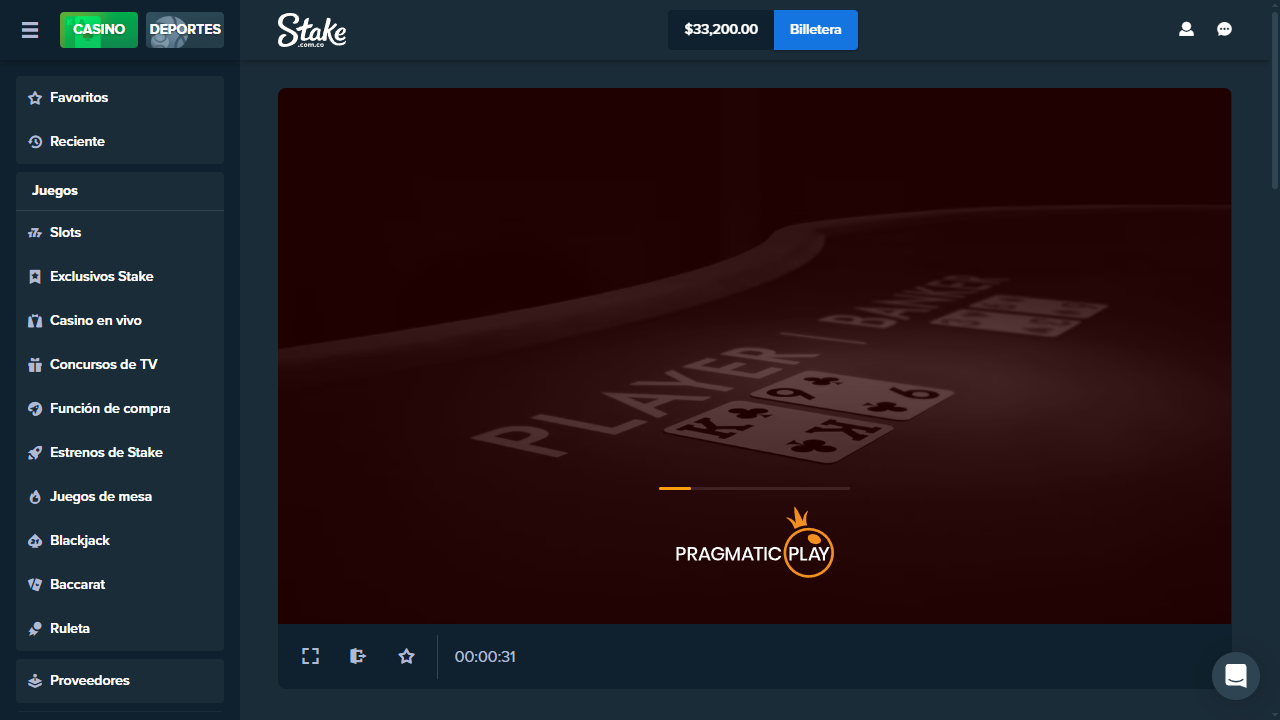 CASINO
DEPORTES
Stake
.com.co
$33,200.00
Billetera
Favoritos
Reciente
Juegos
Slots
Exclusivos Stake
Casino en vivo
Concursos de TV
Función de compra
Estrenos de Stake
Juegos de mesa
Blackjack
Baccarat
Ruleta
Proveedores
PLAYER | BANKER
9 6
K K
PRAGMATIC PLAY
00:00:31